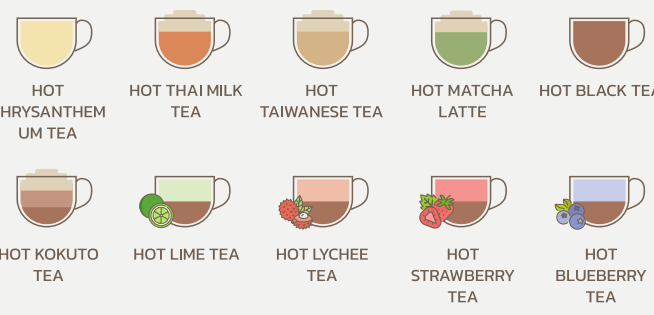 HOT
HRYSANTHEM
UM TEA
HOT THAI MILK
TEA
HOT
TAIWANESE TEA
HOT MATCHA
LATTE
HOT BLACK TEA
HOT KOKUTO
TEA
HOT LIME TEA
HOT LYCHEE
TEA
HOT
STRAWBERRY
TEA
HOT
BLUEBERRY
TEA